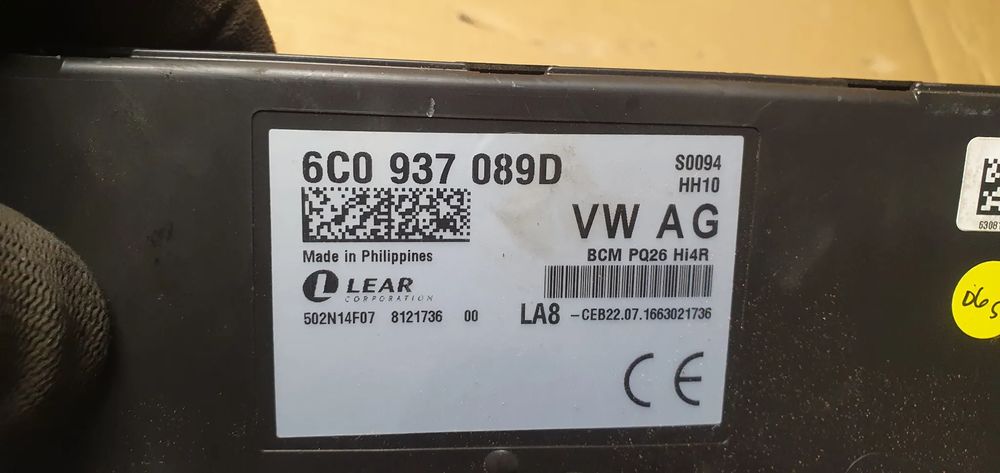 6C0 937 089D
S0094
HH10
VW AG
Made in Philippines
BCM PQ26 Hi4R
LEAR
CORPORATION
502N14F07 8121736 00
LA8 -CEB22.07.1663021736
CE
D6